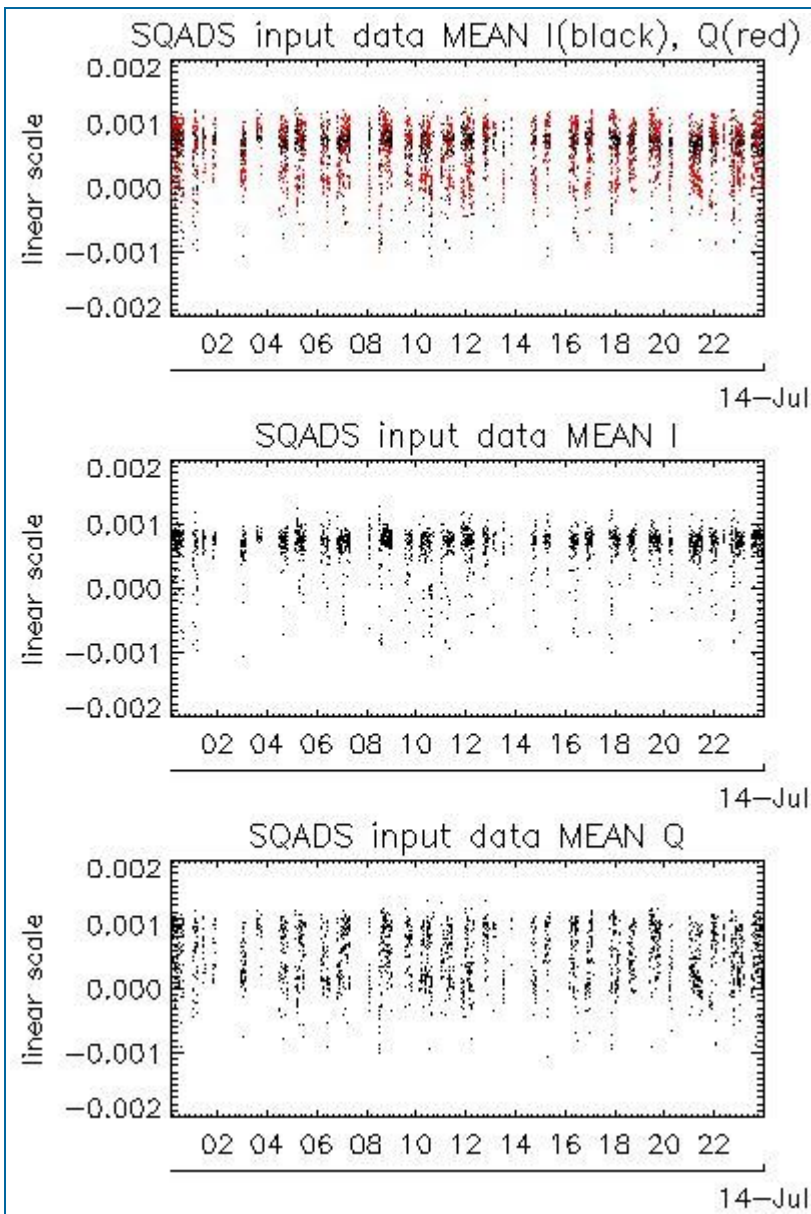 SQADS input data MEAN I(black), Q(red)
0.002
0.001
0.000
-0.001
-0.002
linear scale
02 04 06 08 10 12 14 16 18 20 22
14-Jul
SQADS input data MEAN I
0.002
0.001
0.000
-0.001
-0.002
linear scale
02 04 06 08 10 12 14 16 18 20 22
14-Jul
SQADS input data MEAN Q
0.002
0.001
0.000
-0.001
-0.002
linear scale
02 04 06 08 10 12 14 16 18 20 22
14-Jul